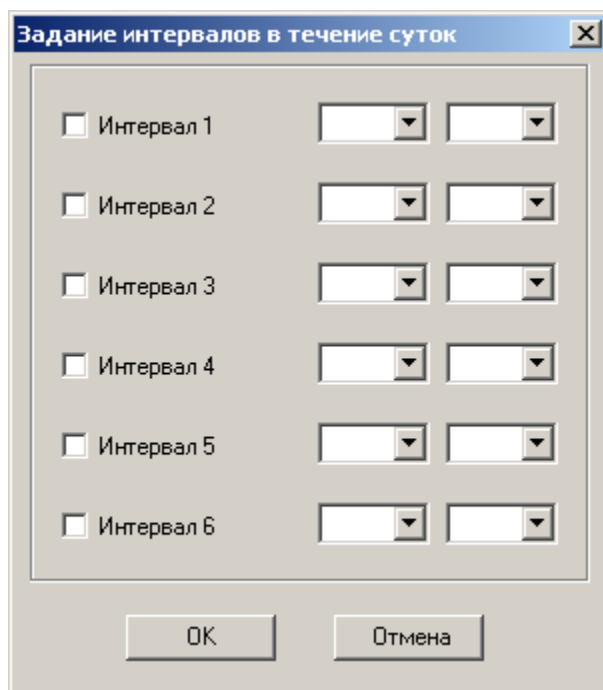 Задание интервалов в течение суток
Интервал 1
Интервал 2
Интервал 3
Интервал 4
Интервал 5
Интервал 6
OK Отмена